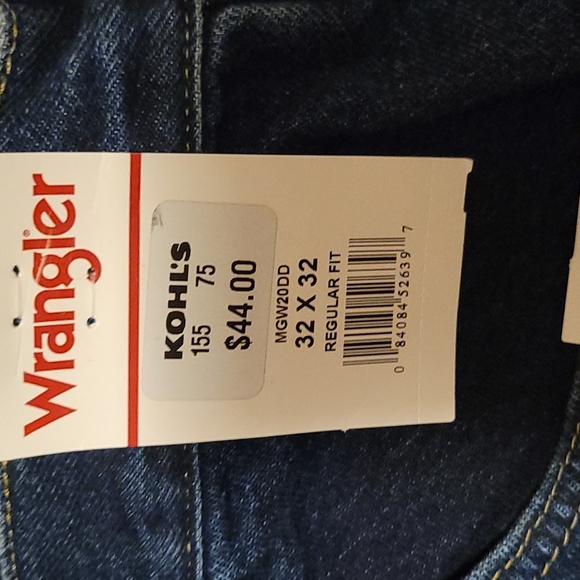 Wrangler®
KOHL'S
155 75
$44.00
MGW20DD
32 X 32
REGULAR FIT
0 84084 52639 7